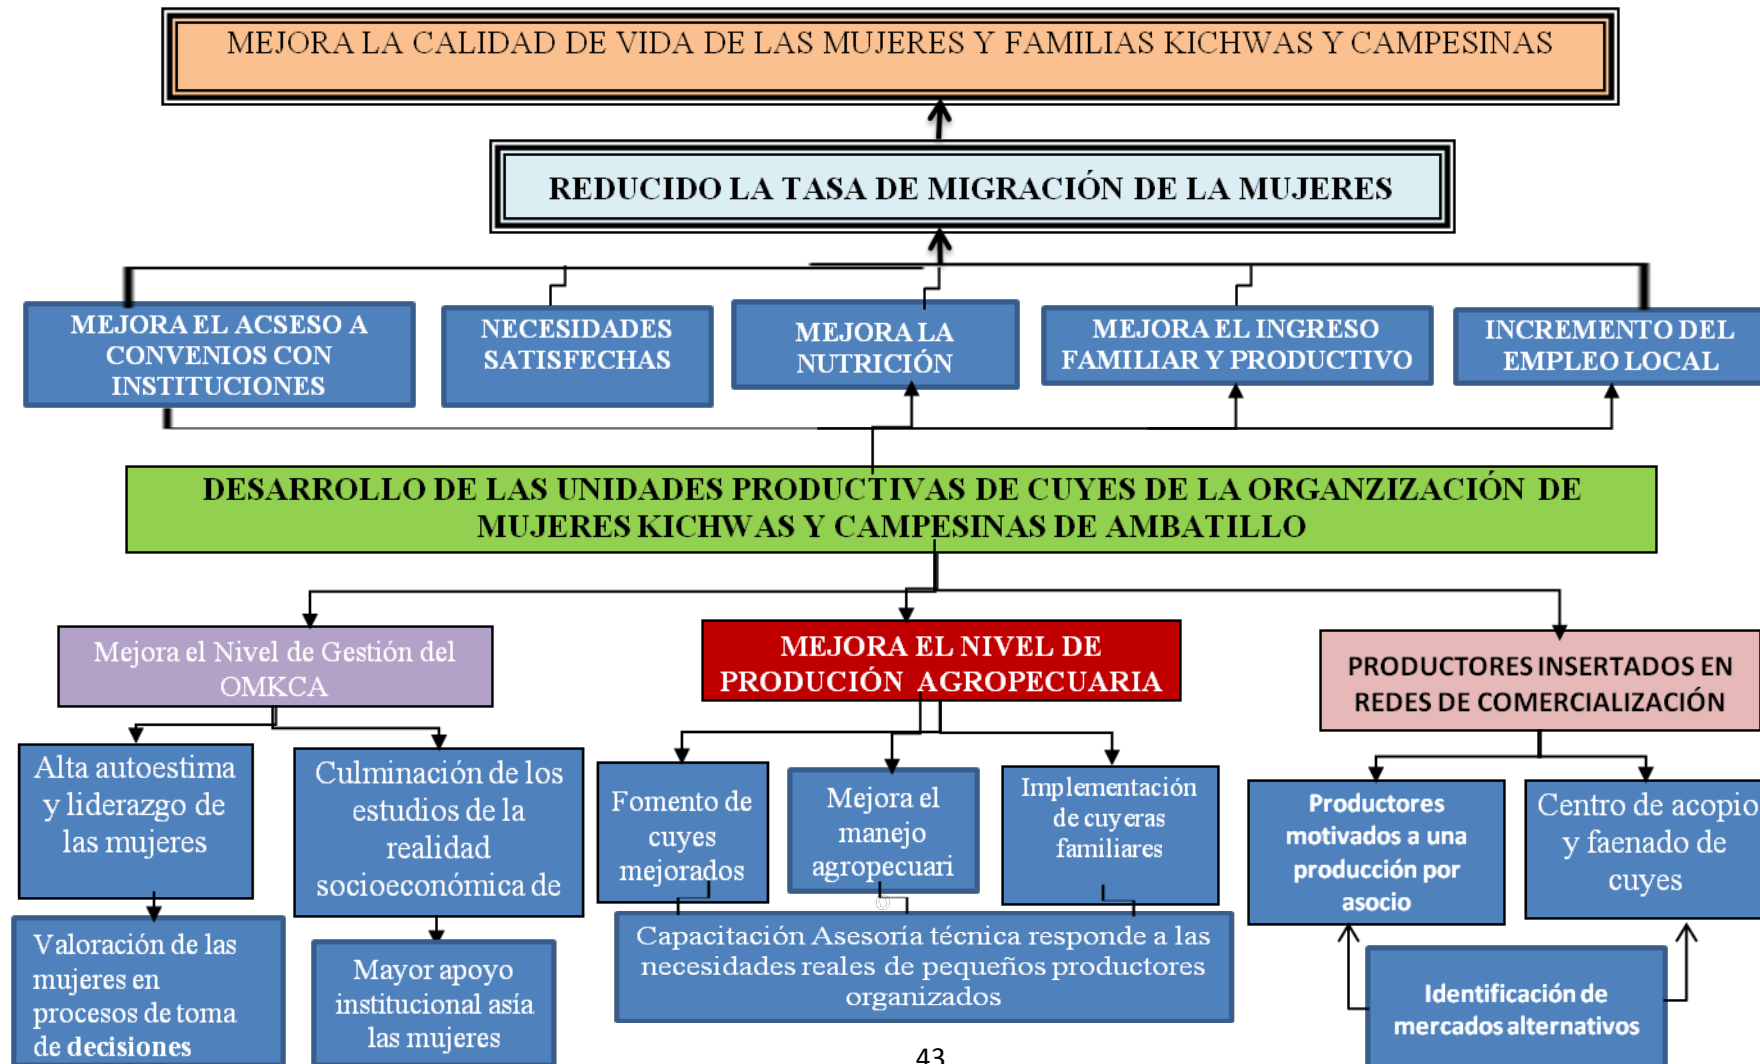 MEJORA LA CALIDAD DE VIDA DE LAS MUJERES Y FAMILIAS KICHWAS Y CAMPESINAS
REDUCIDO LA TASA DE MIGRACIÓN DE LA MUJERES
MEJORA EL ACSESO A
CONVENIOS CON
INSTITUCIONES
NECESIDADES
SATISFECHAS
MEJORA LA
NUTRICIÓN
MEJORA EL INGRESO
FAMILIAR Y PRODUCTIVO
INCREMENTO DEL
EMPLEO LOCAL
DESARROLLO DE LAS UNIDADES PRODUCTIVAS DE CUYES DE LA ORGANZIZACIÓN DE
MUJERES KICHWAS Y CAMPESINAS DE AMBATILLO
Mejora el Nivel de Gestión del
OMKCA
MEJORA EL NIVEL DE
PRODUCIÓN AGROPECUARIA
PRODUCTORES INSERTADOS EN
REDES DE COMERCIALIZACIÓN
Alta autoestima
y liderazgo de
las mujeres
Culminación de los
estudios de la
realidad
socioeconómica de
Fomento de
cuyes
mejorados
Mejora el
manejo
agropecuari
o
Implementación
de cuyeras
familiares
Productores
motivados a una
producción por
asocio
Centro de acopio
y faenado de
cuyes
Valoración de las
mujeres en
procesos de toma
de decisiones
Mayor apoyo
institucional asía
las mujeres
Capacitación Asesoría técnica responde a las
necesidades reales de pequeños productores
organizados
Identificación de
mercados alternativos
43